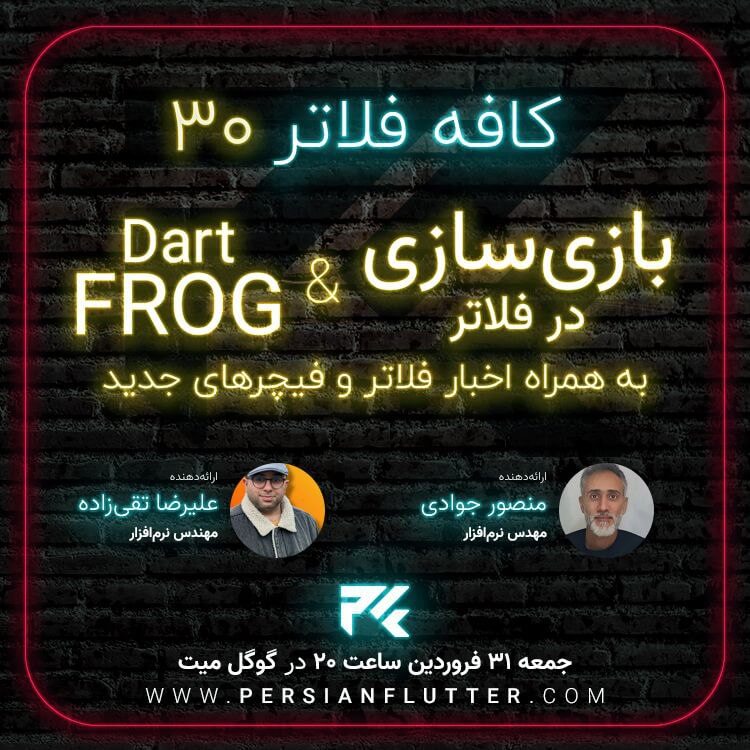 کافه فلاتر ۳۰
بازی‌سازی
در فلاتر
&
Dart
FROG
به همراه اخبار فلاتر و فیچرهای جدید
ارائه‌دهنده
منصور جوادی
مهدس نرم‌افزار
ارائه‌دهنده
علیرضا تقی‌زاده
مهندس نرم‌افزار
جمعه ۳۱ فروردین ساعت ۲۰ در گوگل میت
WWW.PERSIANFLUTTER.COM